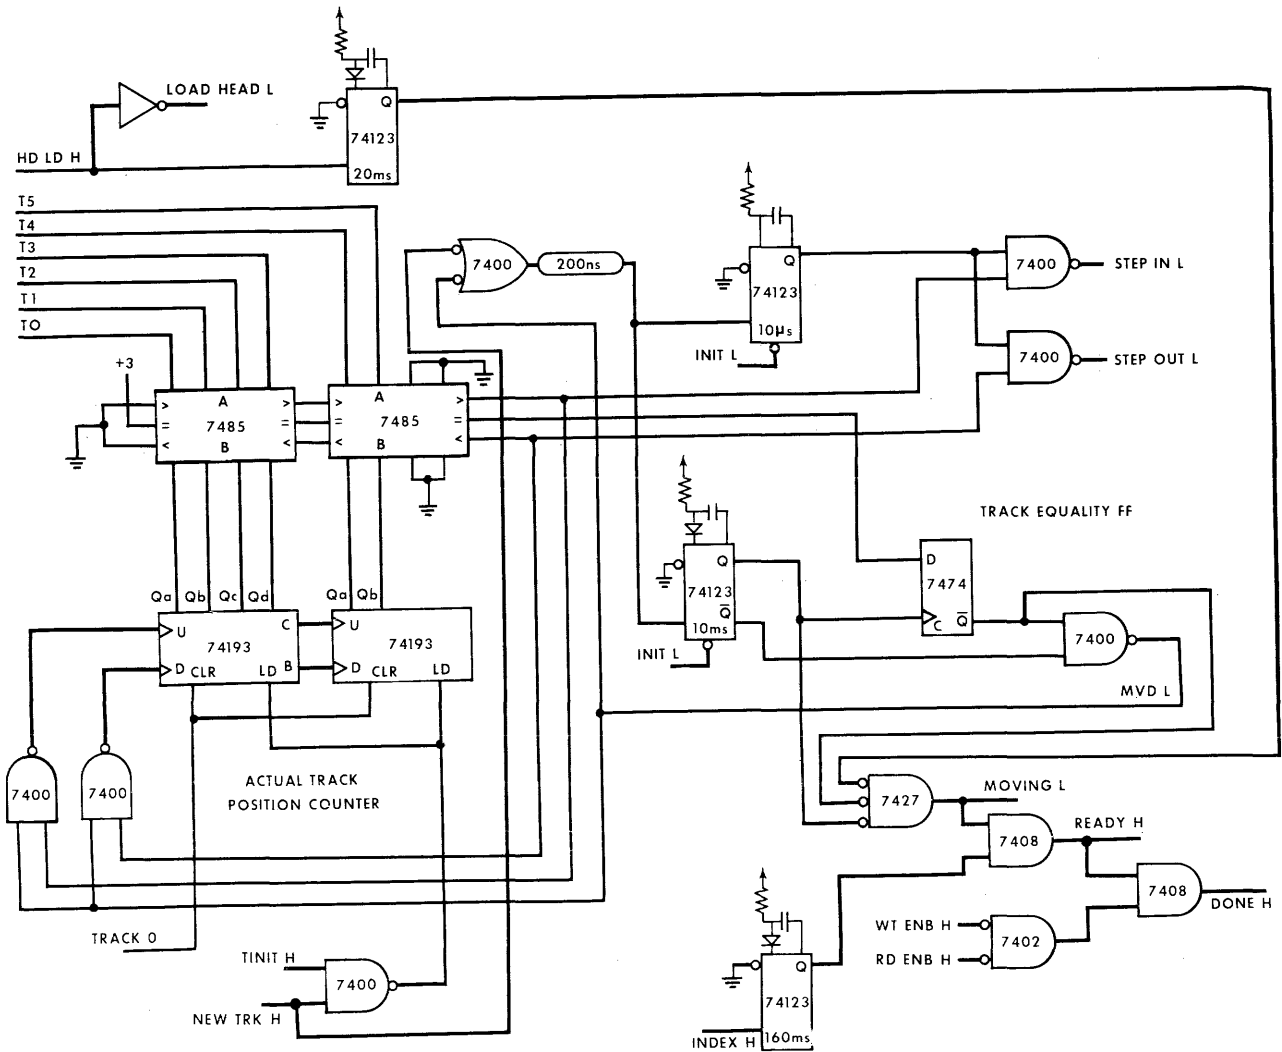 LOAD HEAD L
Q
74123
20ms
HD LD H
T5
T4
T3
T2
T1
TO
+3
7400
200ns
Q
74123
10µs
INIT L
7400
STEP IN L
7400
STEP OUT L
> A >
= 7485 =
< B <
> A >
= 7485 =
< B <
TRACK EQUALITY FF
Q
74123
Q̅
10ms
INIT L
D
7474
C Q̅
7400
MVD L
Qa Qb Qc Qd
Qa Qb
U C
74193
D CLR LD B
U
74193
D CLR LD
7400
7400
ACTUAL TRACK
POSITION COUNTER
7427
MOVING L
7408
READY H
7408
DONE H
WT ENB H
RD ENB H
7402
TRACK 0
TINIT H
7400
NEW TRK H
Q
74123
160ms
INDEX H